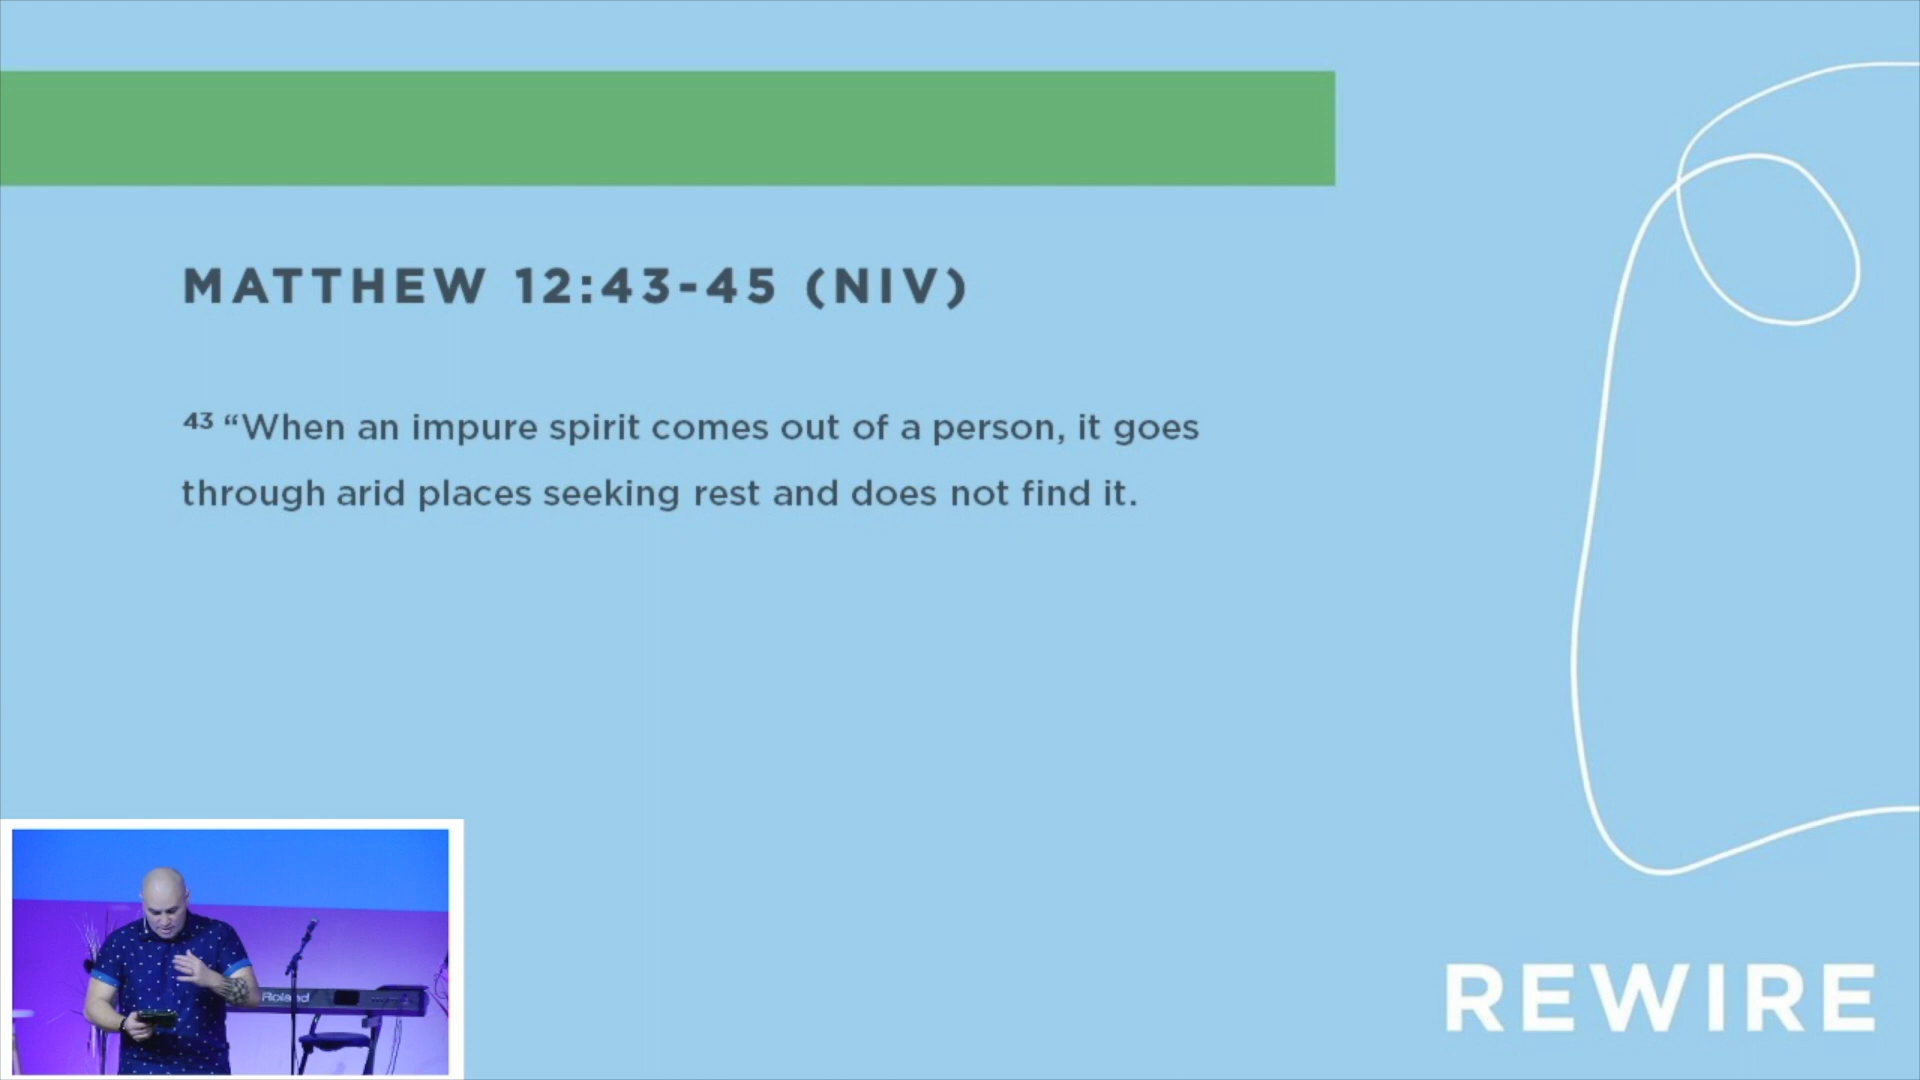 MATTHEW 12:43-45 (NIV)
43 “When an impure spirit comes out of a person, it goes
through arid places seeking rest and does not find it.
Roland
REWIRE